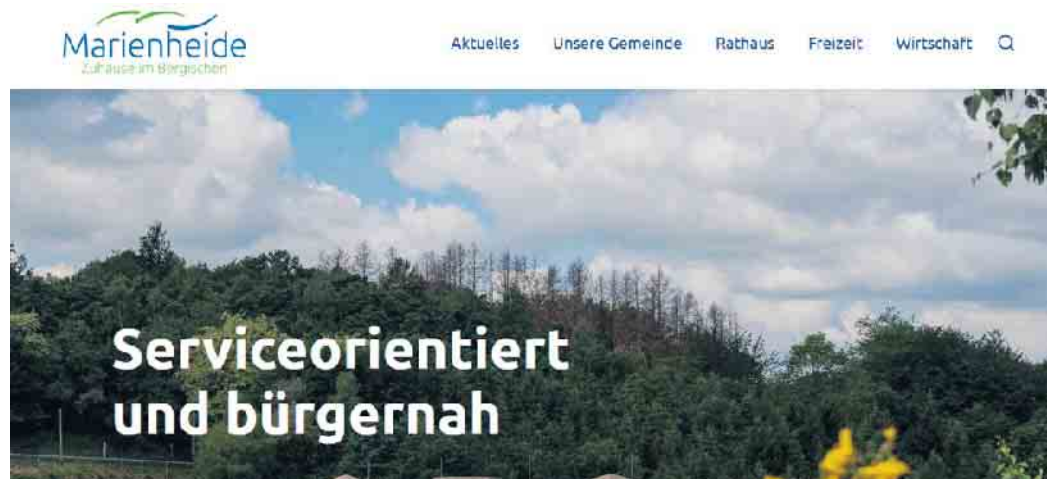 Marienheide
Zuhause im Bergischen
Aktuelles Unsere Gemeinde Rathaus Freizeit Wirtschaft
Serviceorientiert
und bürgernah